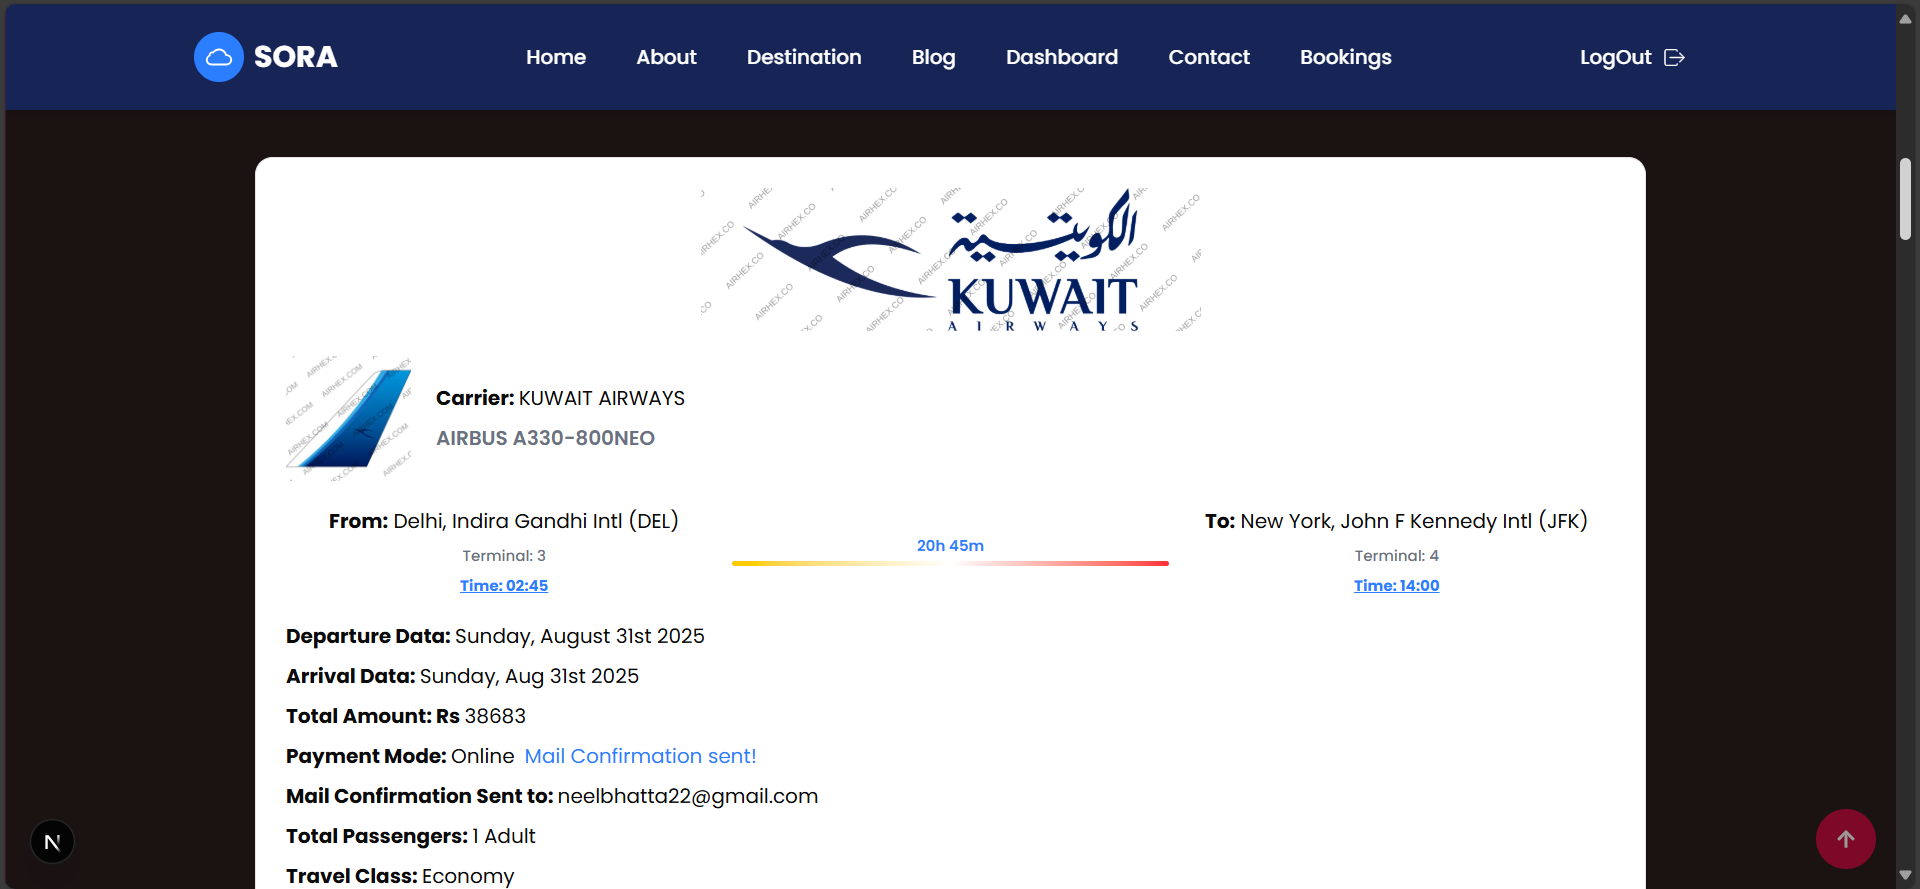 SORA
Home About Destination Blog Dashboard Contact Bookings LogOut
الكويتية
KUWAIT
AIRWAYS
Carrier: KUWAIT AIRWAYS
AIRBUS A330-800NEO
From: Delhi, Indira Gandhi Intl (DEL)
Terminal: 3
Time: 02:45
20h 45m
To: New York, John F Kennedy Intl (JFK)
Terminal: 4
Time: 14:00
Departure Data: Sunday, August 31st 2025
Arrival Data: Sunday, Aug 31st 2025
Total Amount: Rs 38683
Payment Mode: Online Mail Confirmation sent!
Mail Confirmation Sent to: neelbhatta22@gmail.com
Total Passengers: 1 Adult
Travel Class: Economy
N